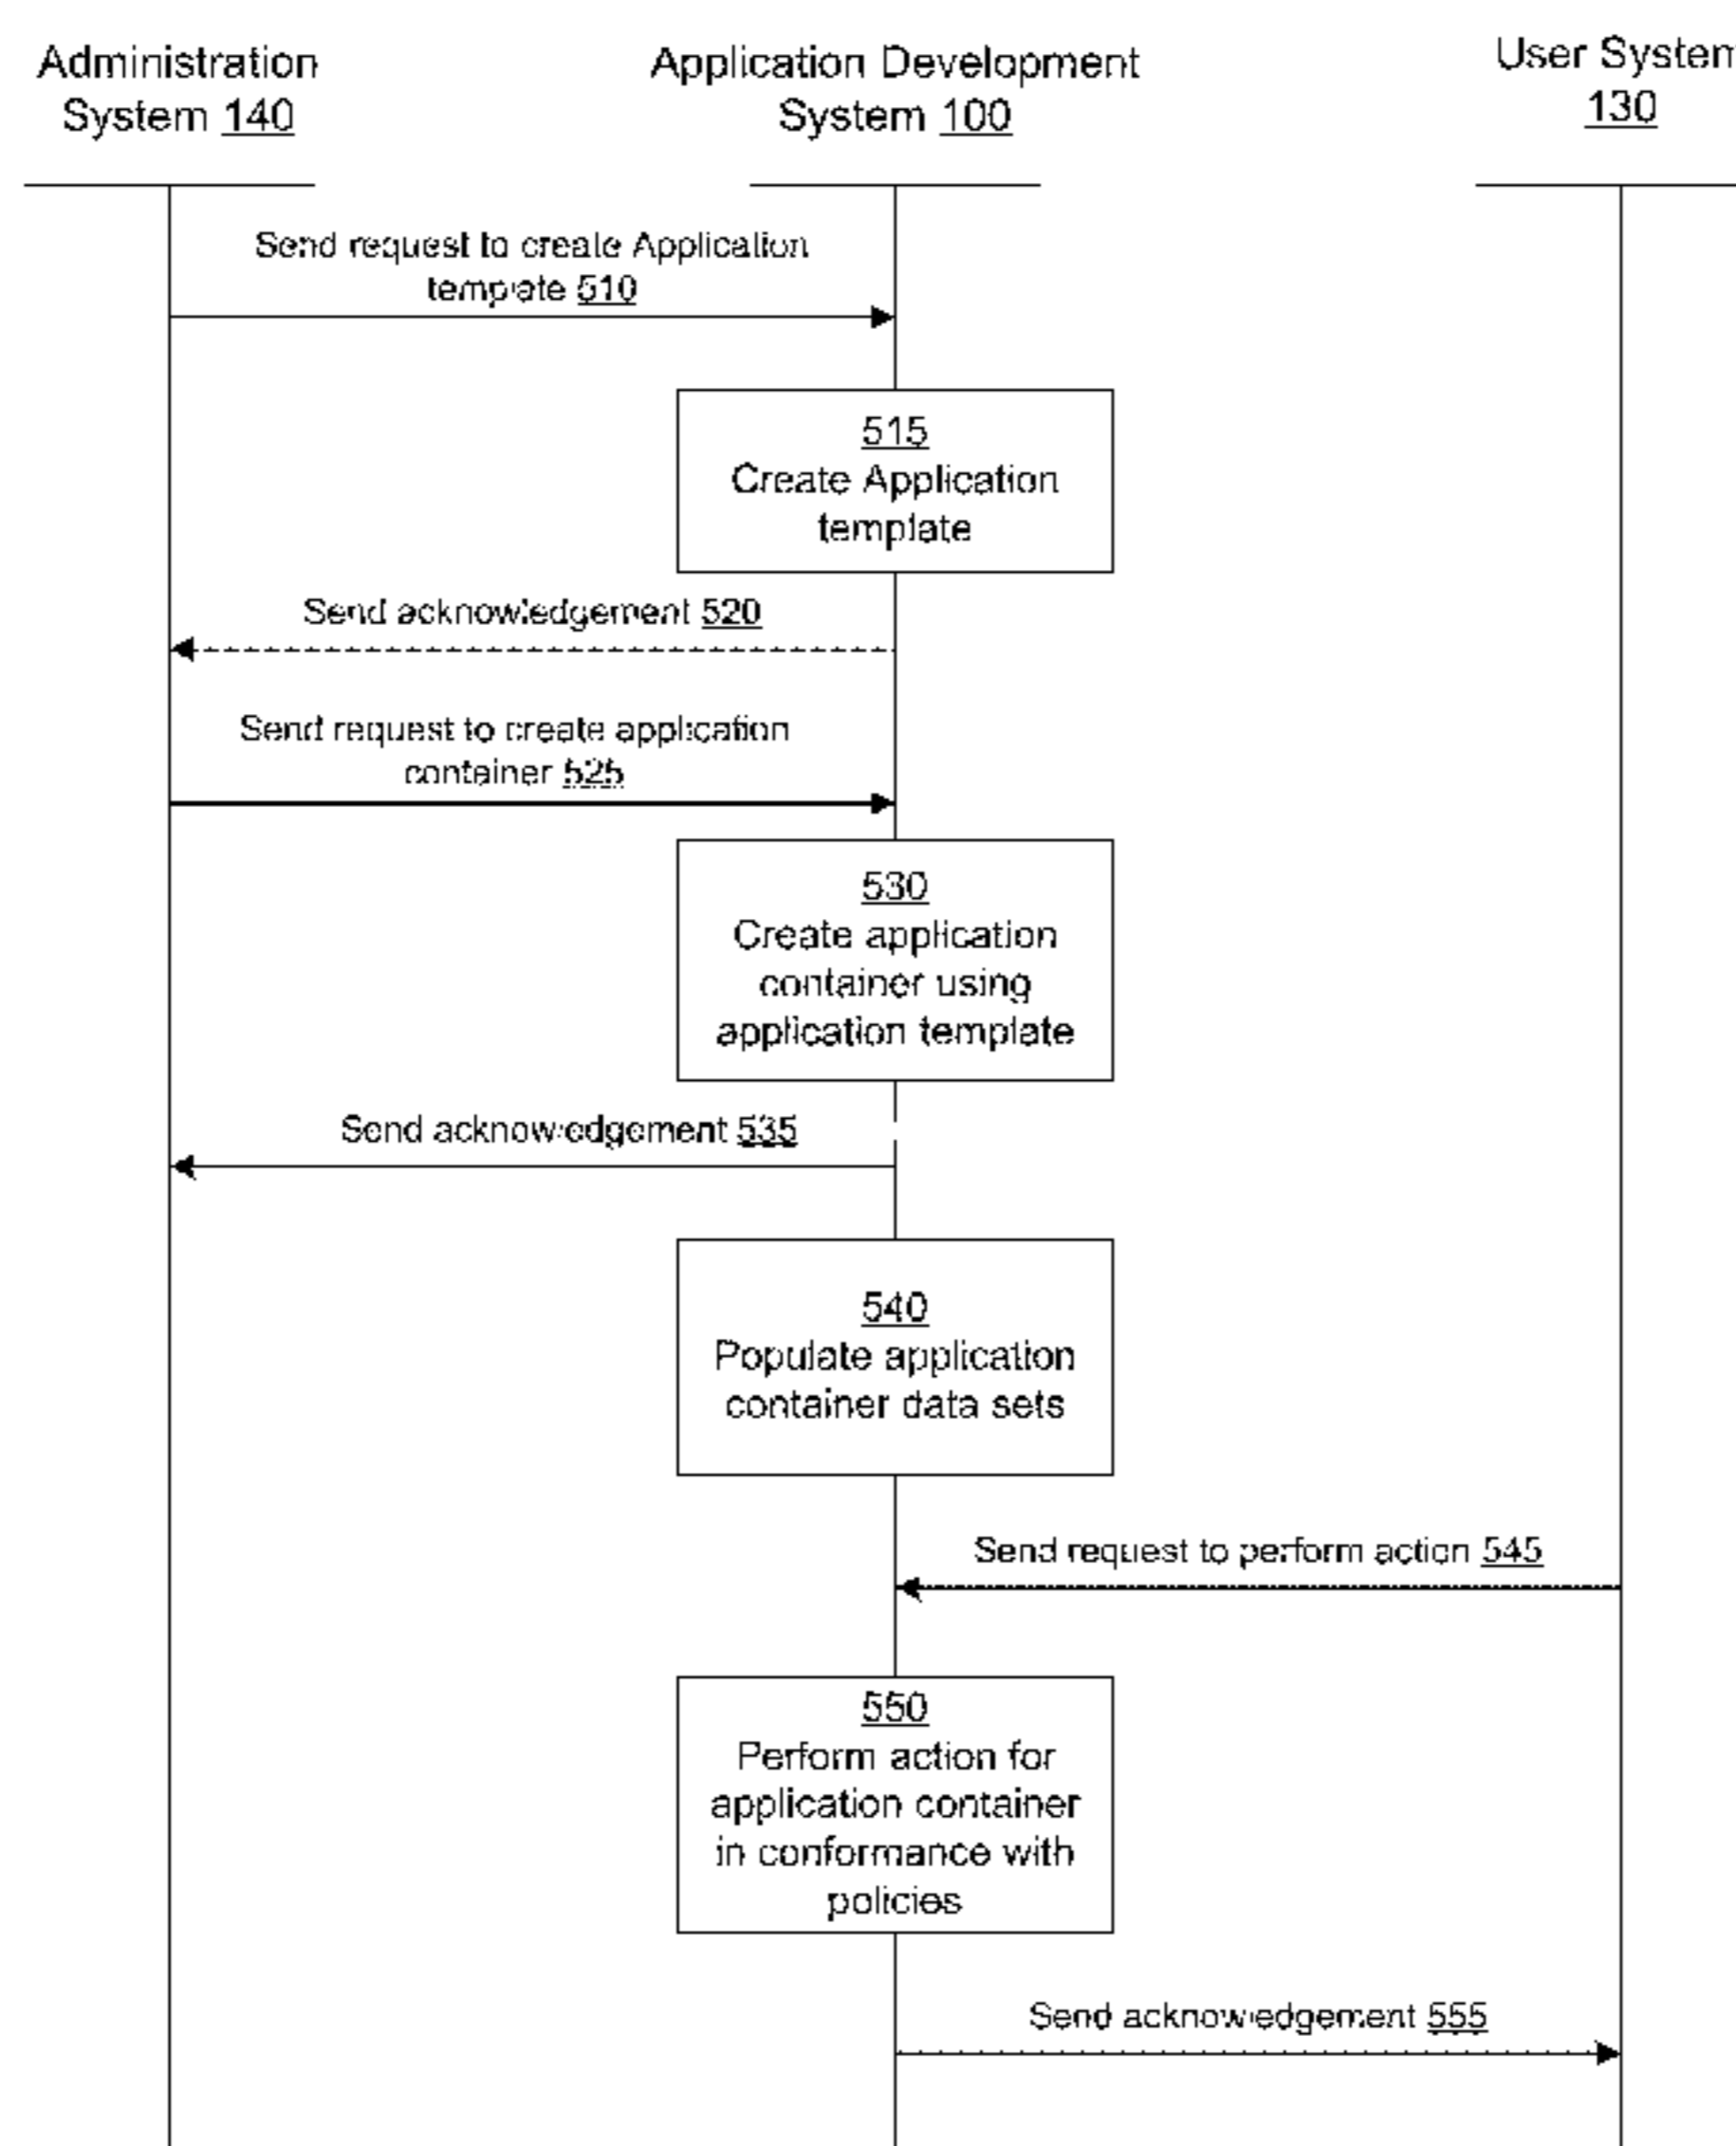 Administration
System 140
Application Development
System 100
User System
130
Send request to create Application
template 510
515
Create Application
template
Send acknowledgement 520
Send request to create application
container 525
530
Create application
container using
application template
Send acknowledgement 535
540
Populate application
container data sets
Send request to perform action 545
550
Perform action for
application container
in conformance with
policies
Send acknowledgement 555